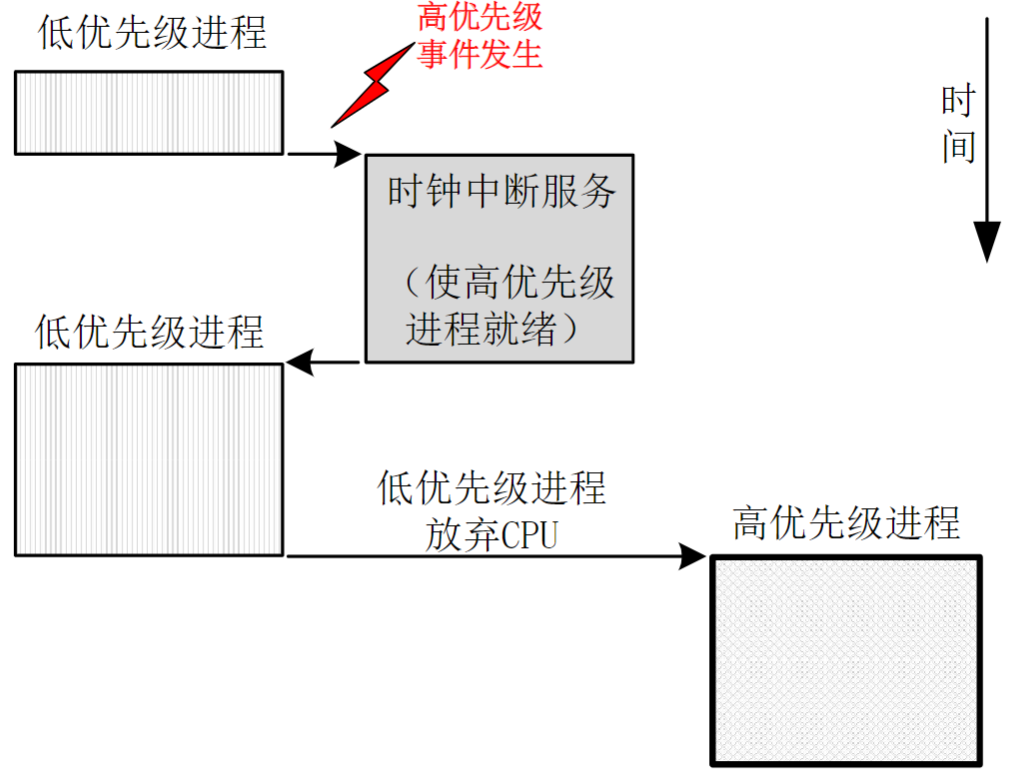 低优先级进程
高优先级
事件发生
时间
时钟中断服务
（使高优先级
进程就绪）
低优先级进程
低优先级进程
放弃CPU
高优先级进程